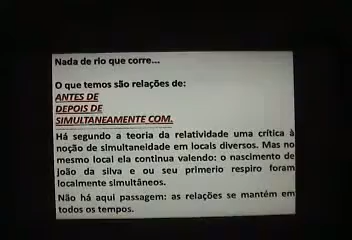 Nada de rio que corre...
O que temos são relações de:
ANTES DE
DEPOIS DE
SIMULTANEAMENTE COM.
Há segundo a teoria da relatividade uma crítica à
noção de simultaneidade em locais diversos. Mas no
mesmo local ela continua valendo: o nascimento de
joão da silva e ou seu primerio respiro foram
localmente simultâneos.
Não há aqui passagem: as relações se mantém em
todos os tempos.